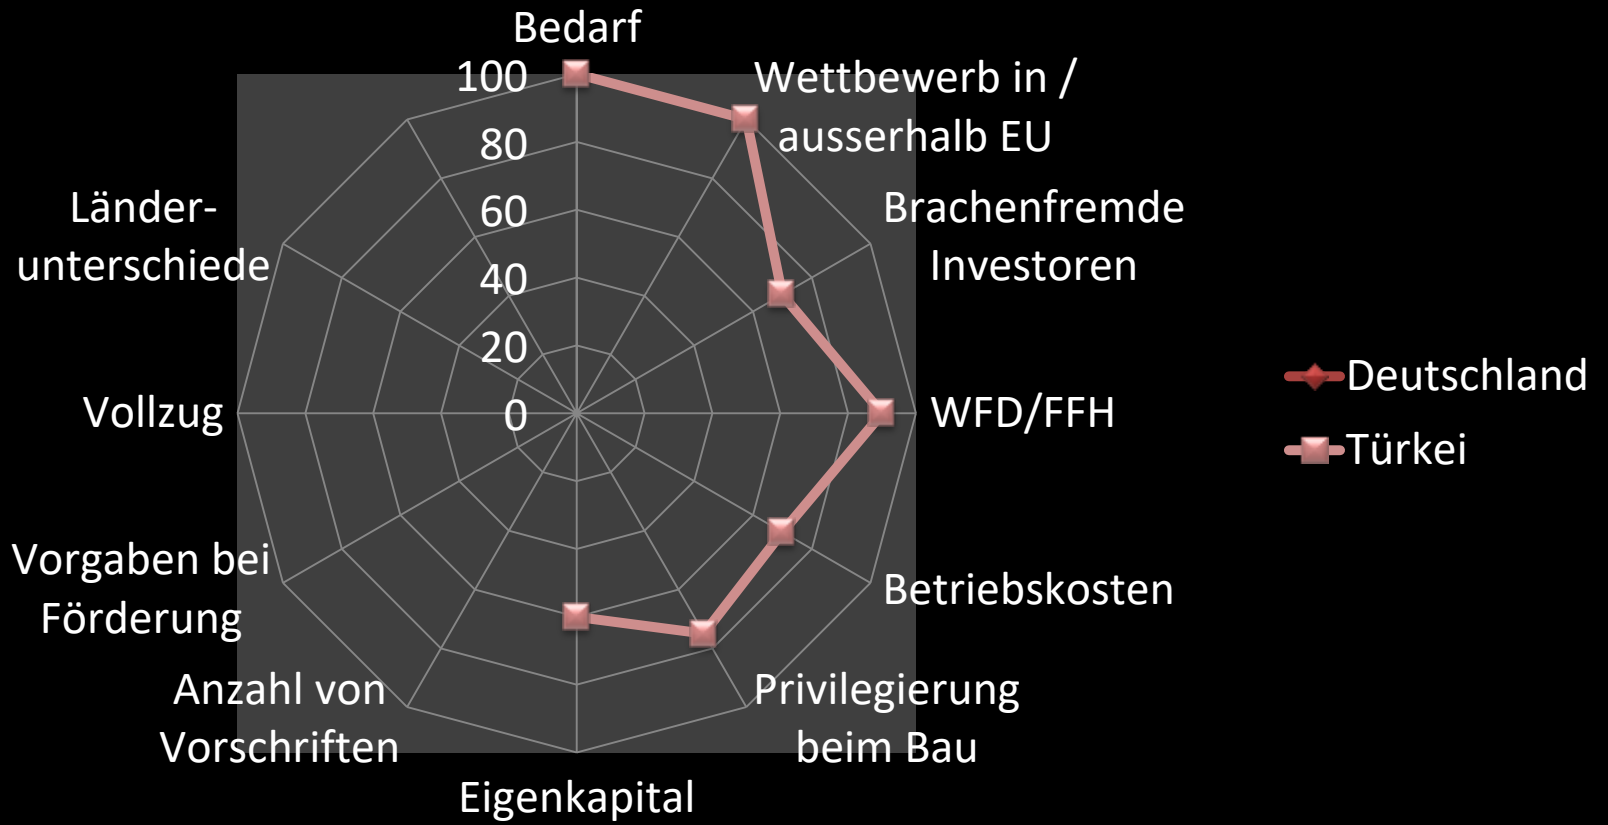 Bedarf
100
80
60
40
20
0
Wettbewerb in /
ausserhalb EU
Brachenfremde
Investoren
WFD/FFH
Betriebskosten
Privilegierung
beim Bau
Eigenkapital
Anzahl von
Vorschriften
Vorgaben bei
Förderung
Vollzug
Länder-
unterschiede
Deutschland
Türkei